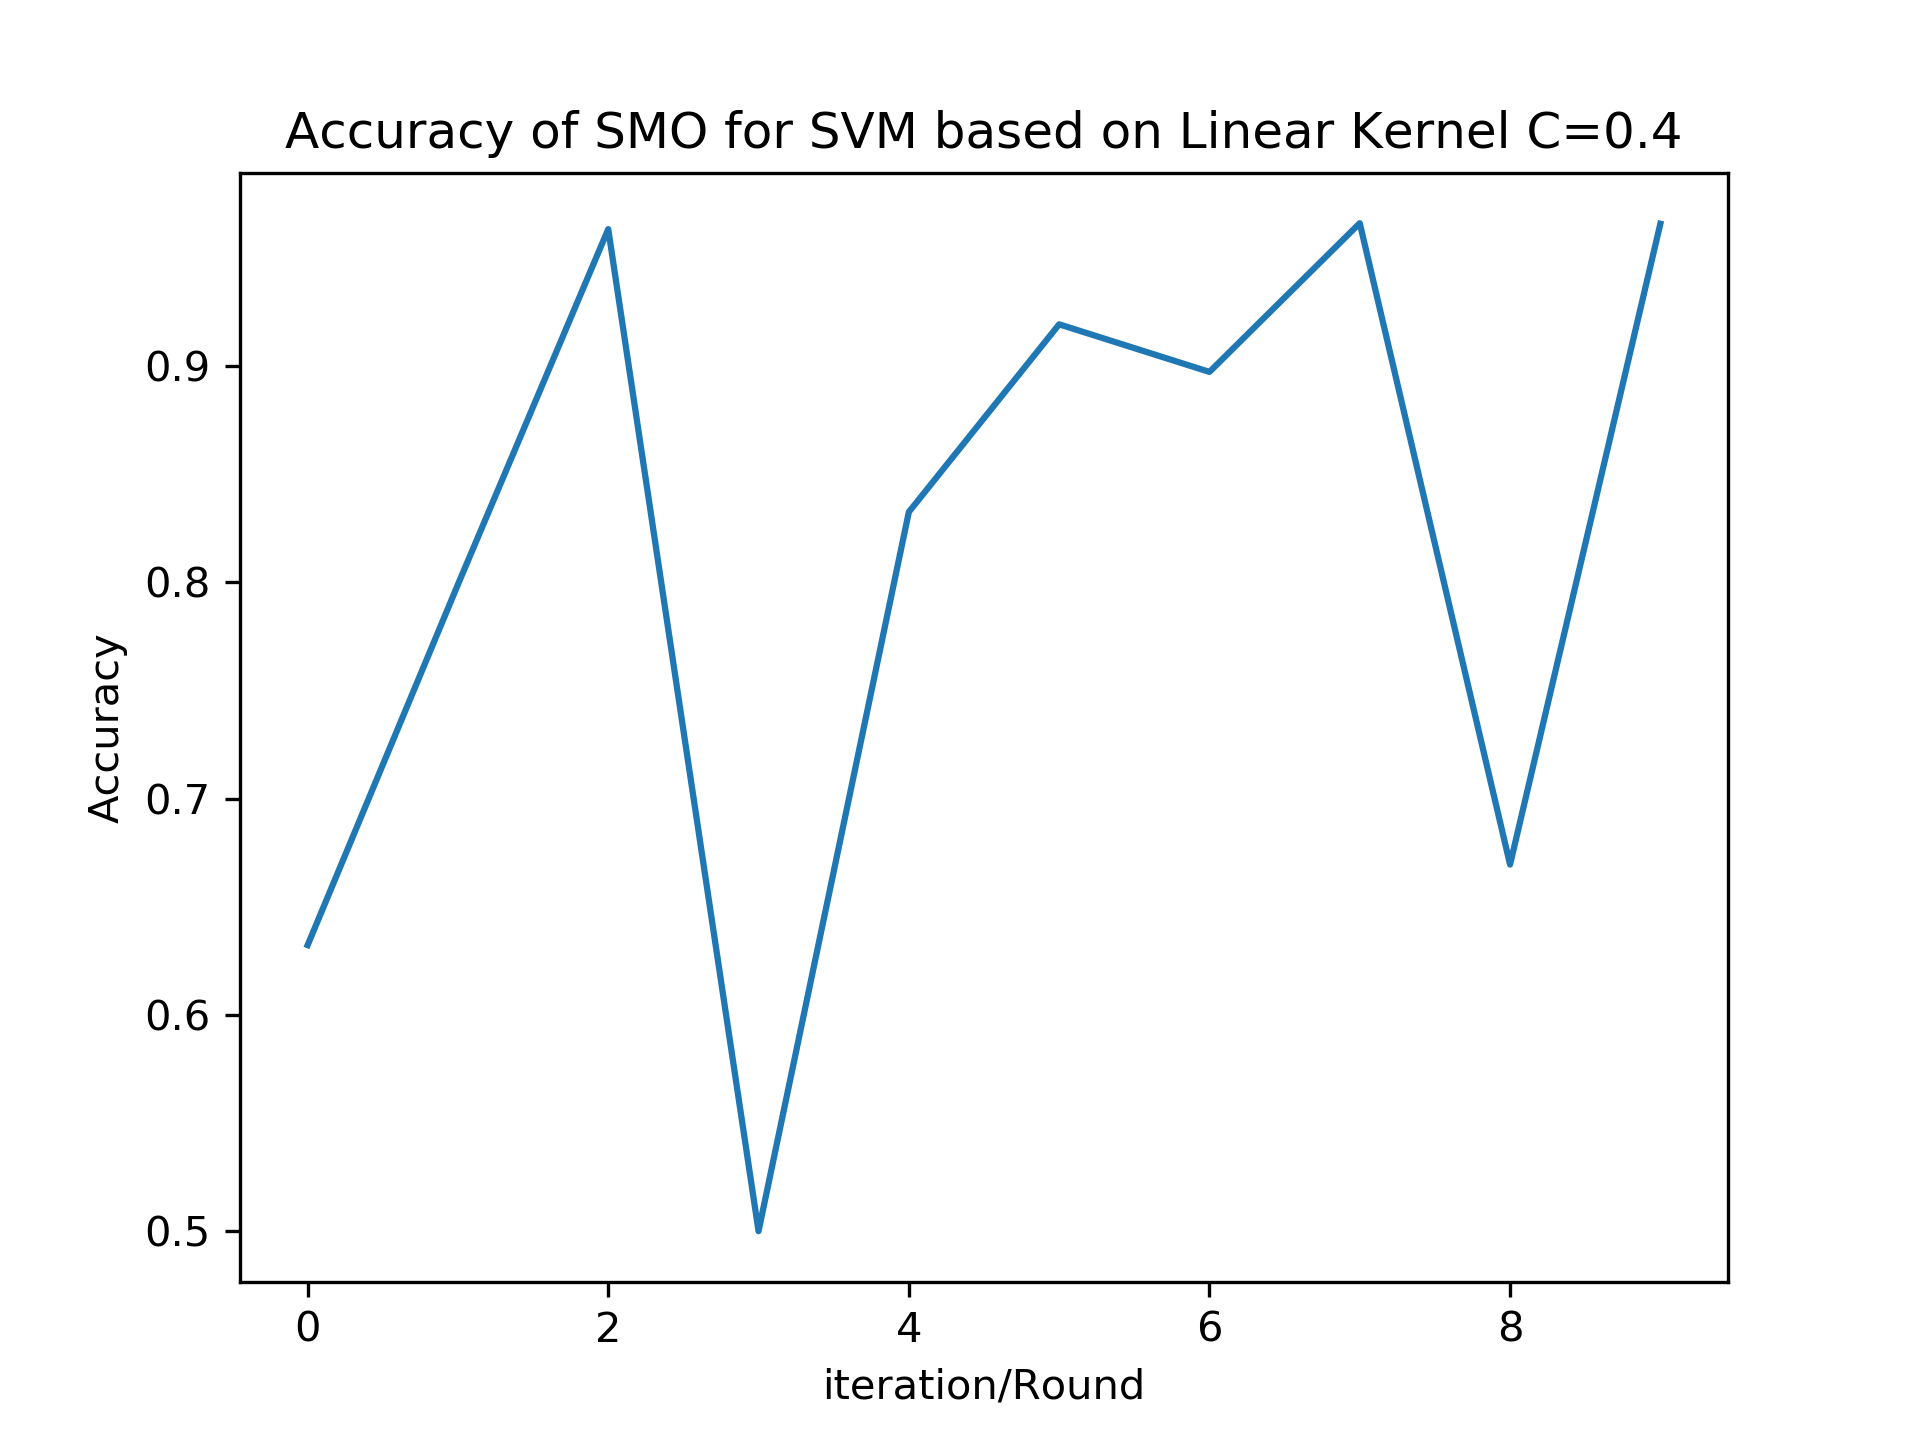 Accuracy of SMO for SVM based on Linear Kernel C=0.4
Accuracy
0.9
0.8
0.7
0.6
0.5
0 2 4 6 8
iteration/Round